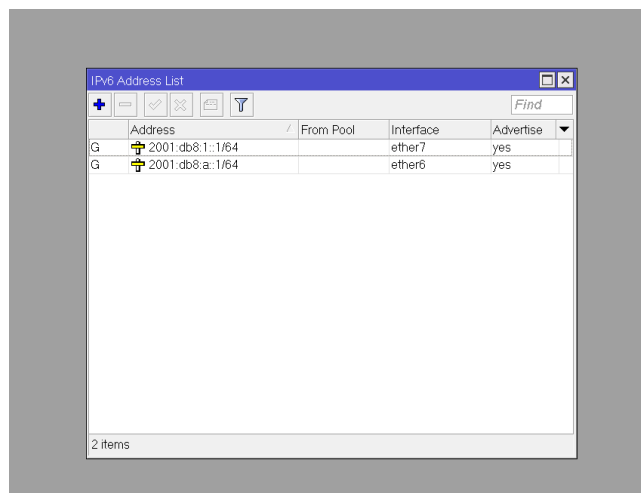 IPv6 Address List
Find
Address From Pool Interface Advertise
G 2001:db8:1::1/64 ether7 yes
G 2001:db8:a::1/64 ether6 yes
2 items